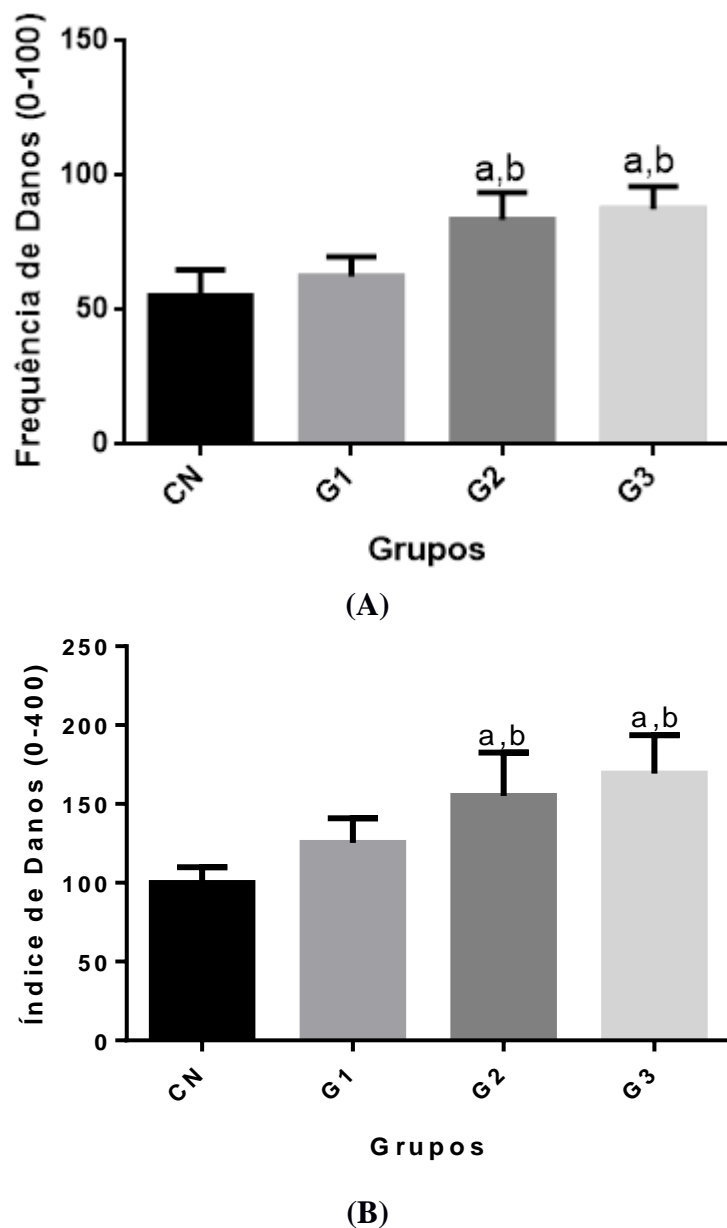 Frequência de Danos (0-100)
150
100
50
0
a,b
a,b
CN
G1
G2
G3
Grupos
(A)
Índice de Danos (0-400)
250
200
150
100
50
0
a,b
a,b
CN
G1
G2
G3
Grupos
(B)